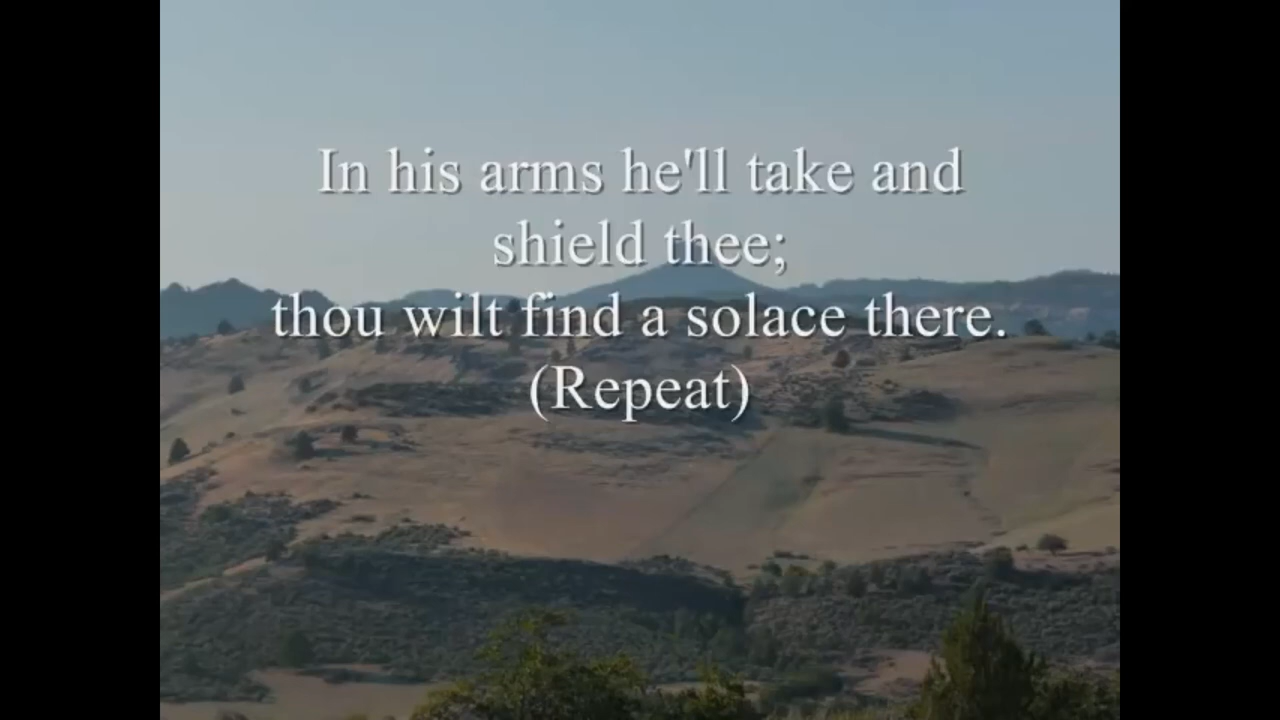 In his arms he'll take and
shield thee;
thou wilt find a solace there.
(Repeat)